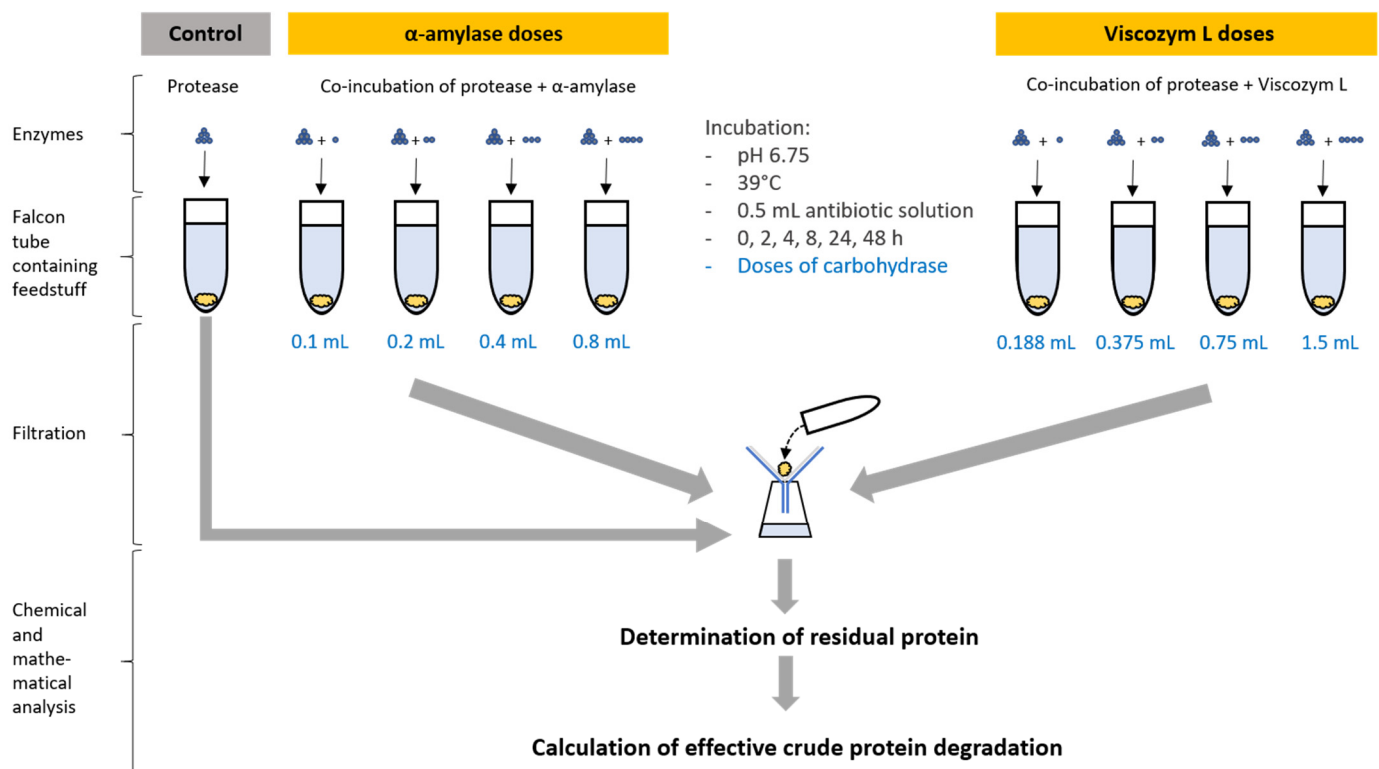 Control
α-amylase doses
Viscozym L doses
Protease
Co-incubation of protease + α-amylase
Co-incubation of protease + Viscozym L
Enzymes
+
+
+
+
+
+
+
+
Incubation:
- pH 6.75
- 39°C
- 0.5 mL antibiotic solution
- 0, 2, 4, 8, 24, 48 h
- Doses of carbohydrase
Falcon
tube
containing
feedstuff
0.1 mL
0.2 mL
0.4 mL
0.8 mL
0.188 mL
0.375 mL
0.75 mL
1.5 mL
Filtration
Chemical
and
mathe-
matical
analysis
Determination of residual protein
Calculation of effective crude protein degradation